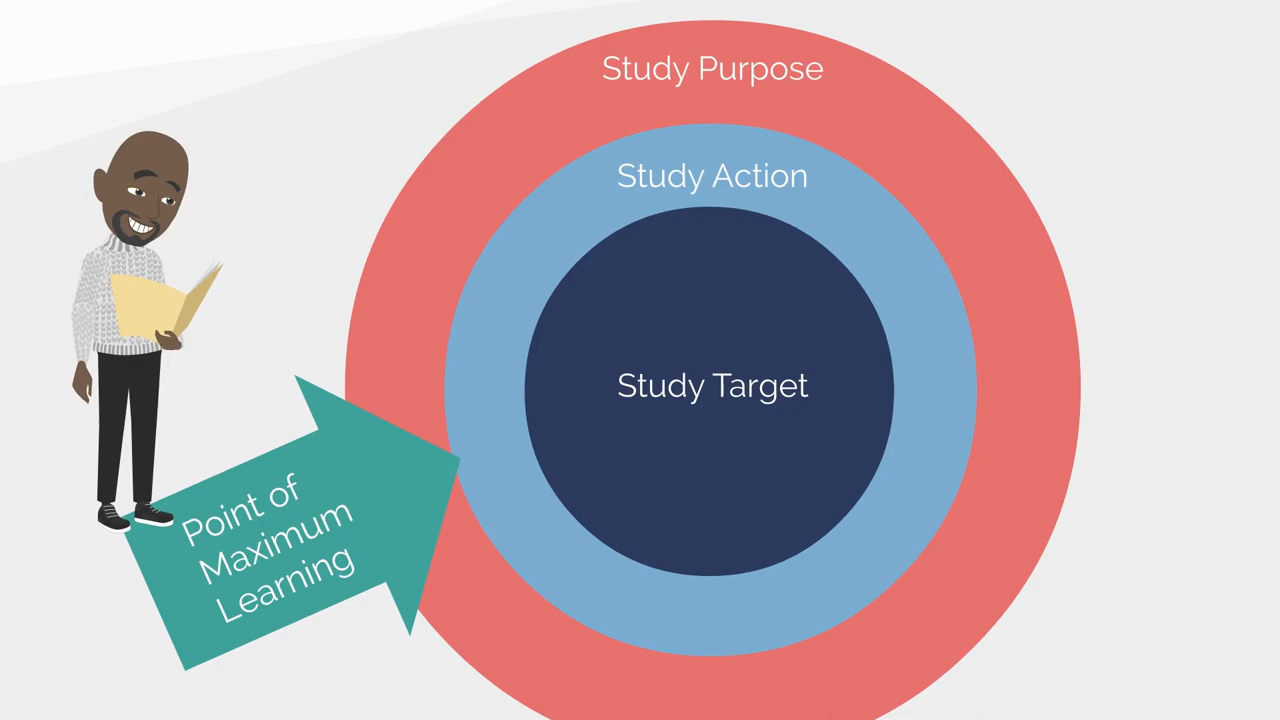 Study Purpose
Study Action
Study Target
Point of
Maximum
Learning